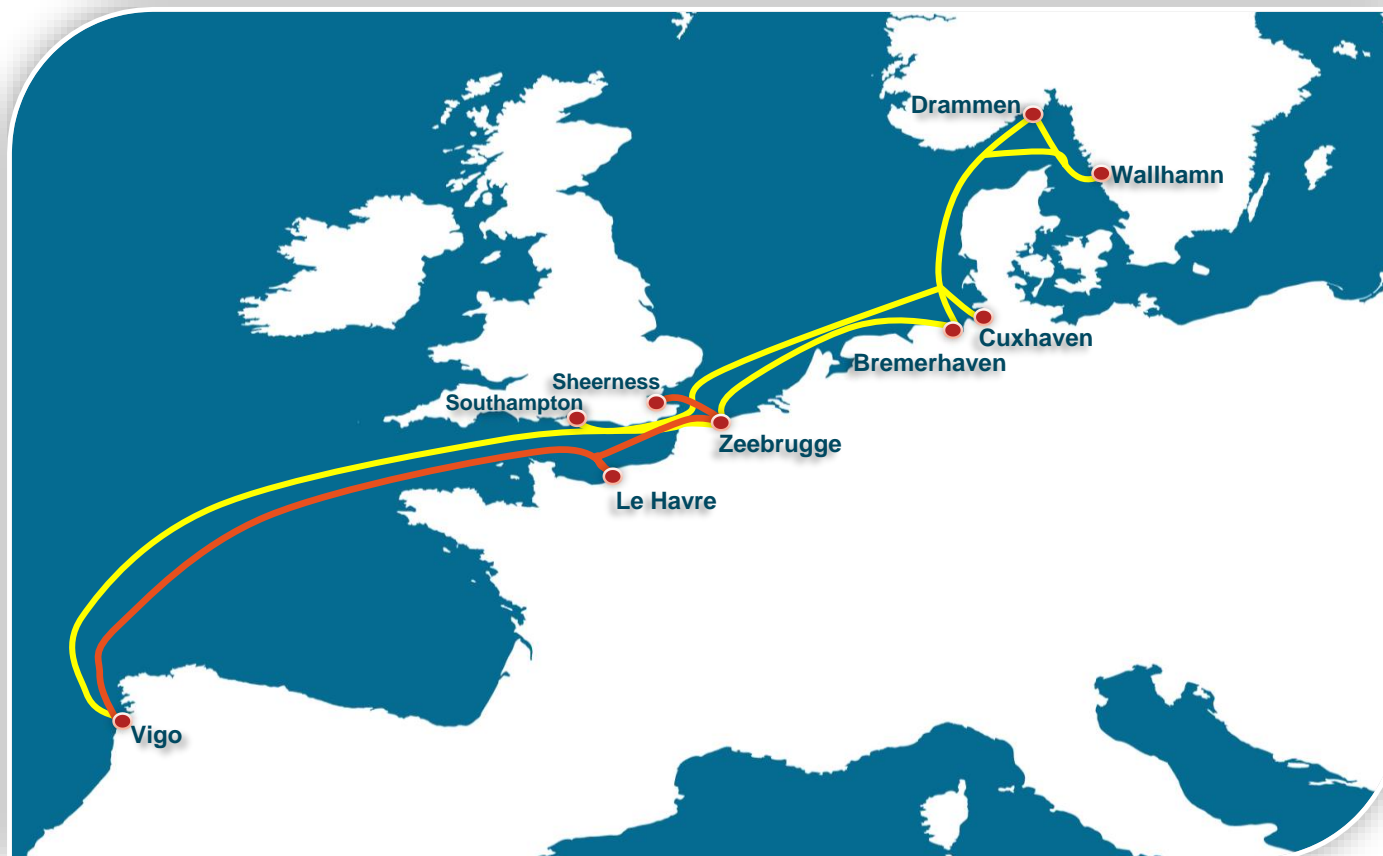 Drammen
Wallhamn
Cuxhaven
Bremerhaven
Sheerness
Southampton
Zeebrugge
Le Havre
Vigo